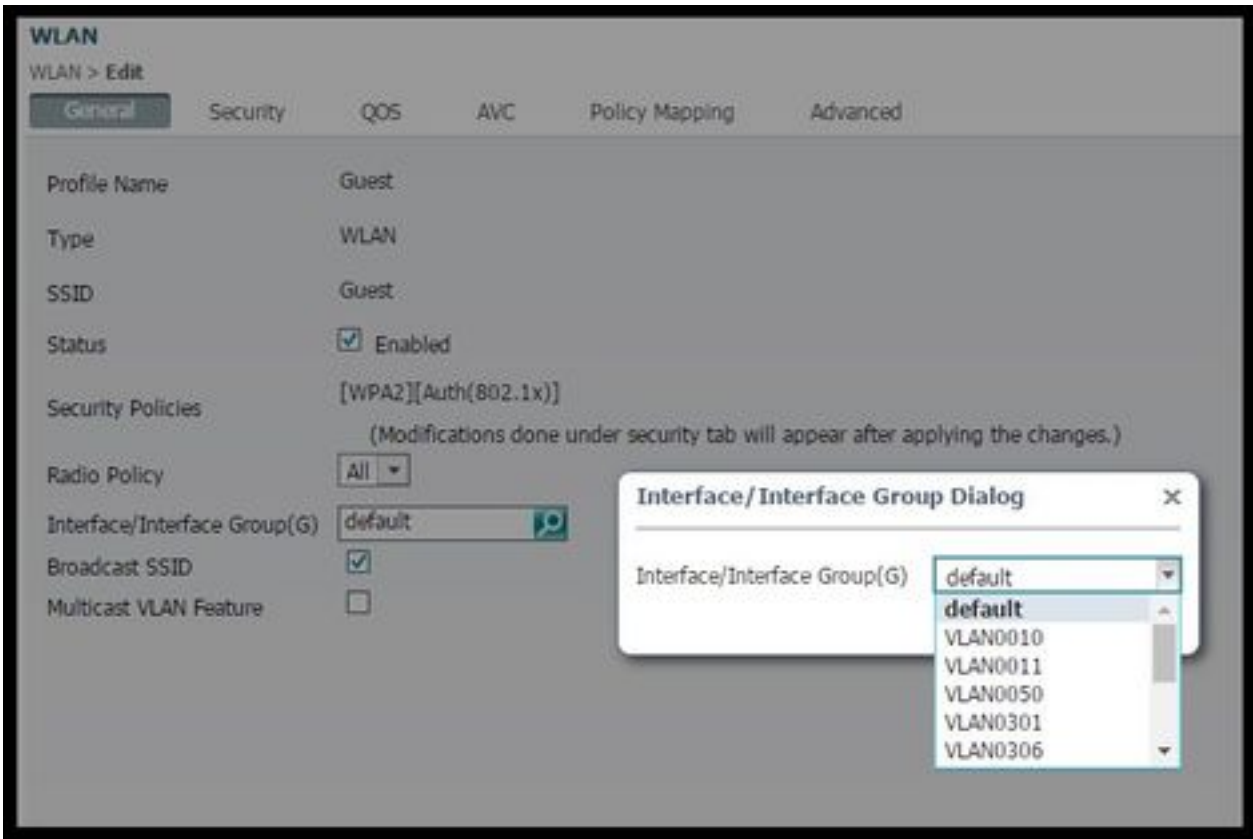 WLAN
WLAN > Edit
General Security QOS AVC Policy Mapping Advanced
Profile Name Guest
Type WLAN
SSID Guest
Status Enabled
Security Policies [WPA2][Auth(802.1x)]
(Modifications done under security tab will appear after applying the changes.)
Radio Policy All
Interface/Interface Group(G) default
Broadcast SSID
Multicast VLAN Feature
Interface/Interface Group Dialog
Interface/Interface Group(G) default
default
VLAN0010
VLAN0011
VLAN0050
VLAN0301
VLAN0306